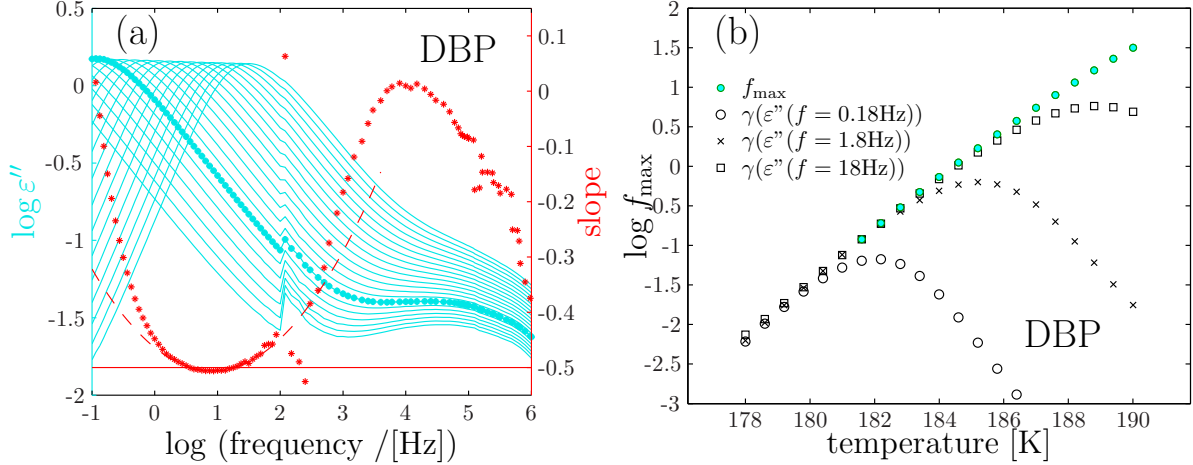 (a)
DBP
log ε''
0
-0.5
-1
-1.5
-2
-1
0
1
2
3
4
5
6
log (frequency /[Hz])
0.1
0
-0.1
-0.2
-0.3
-0.4
-0.5
slope
(b)
f_max
γ(ε"(f = 0.18Hz))
γ(ε"(f = 1.8Hz))
γ(ε"(f = 18Hz))
DBP
log f_max
1.5
1
0.5
0
-0.5
-1
-1.5
-2
-2.5
-3
178
180
182
184
186
188
190
temperature [K]